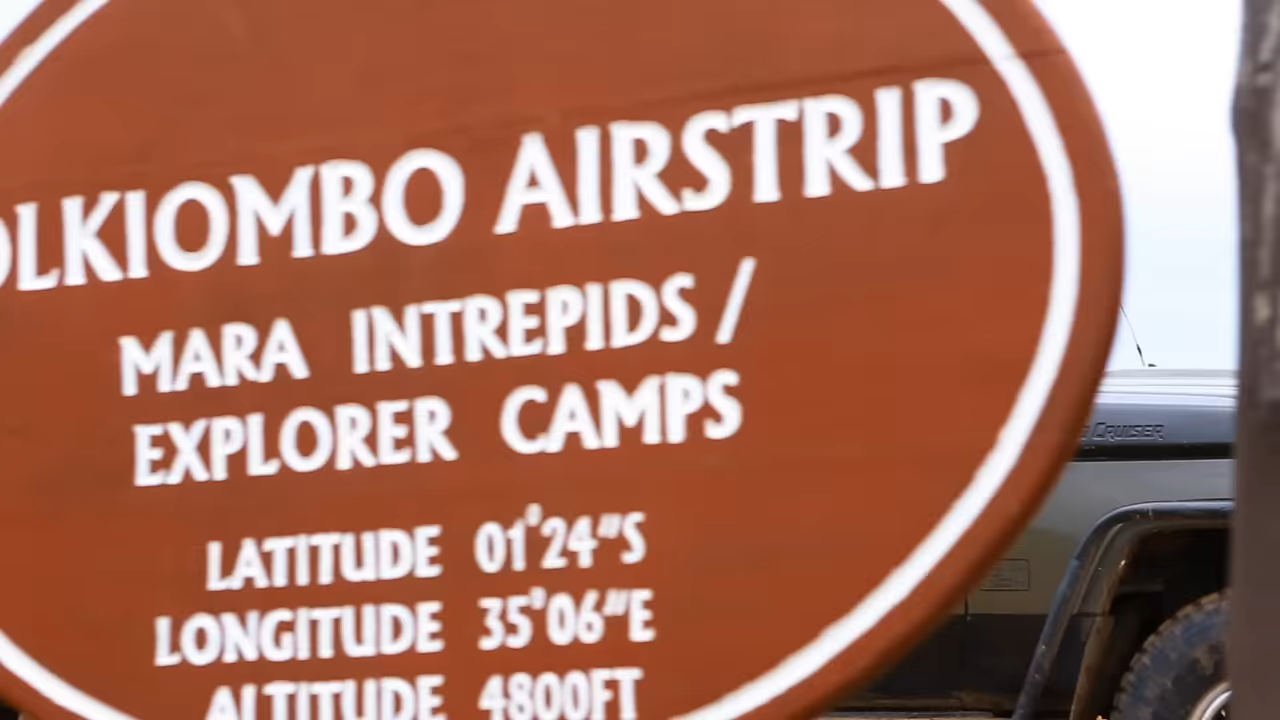 OLKIOMBO AIRSTRIP
MARA INTREPIDS /
EXPLORER CAMPS
LATITUDE 01°24"S
LONGITUDE 35°06"E
ALTITUDE 4800FT
CRUISER